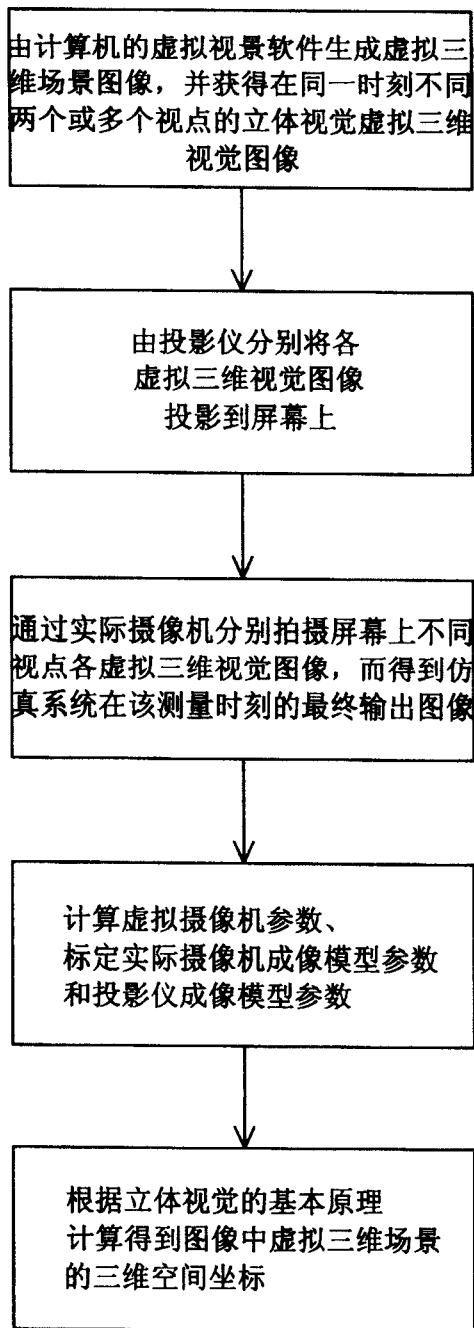 由计算机的虚拟视景软件生成虚拟三
维场景图像，并获得在同一时刻不同
两个或多个视点的立体视觉虚拟三维
视觉图像
由投影仪分别将各
虚拟三维视觉图像
投影到屏幕上
通过实际摄像机分别拍摄屏幕上不同
视点各虚拟三维视觉图像，而得到仿
真系统在该测量时刻的最终输出图像
计算虚拟摄像机参数、
标定实际摄像机成像模型参数
和投影仪成像模型参数
根据立体视觉的基本原理
计算得到图像中虚拟三维场景
的三维空间坐标